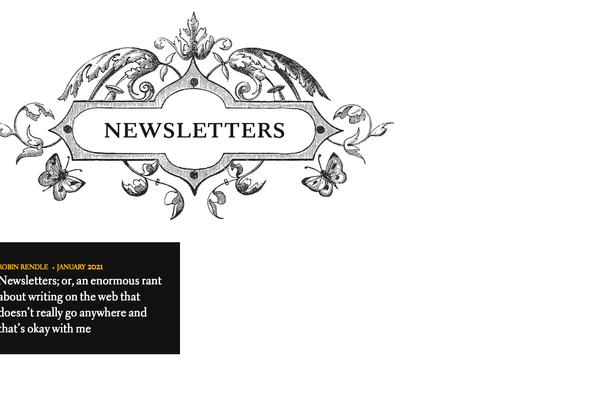 NEWSLETTERS
ROBIN RENDLE • JANUARY 2021
Newsletters; or, an enormous rant
about writing on the web that
doesn't really go anywhere and
that's okay with me